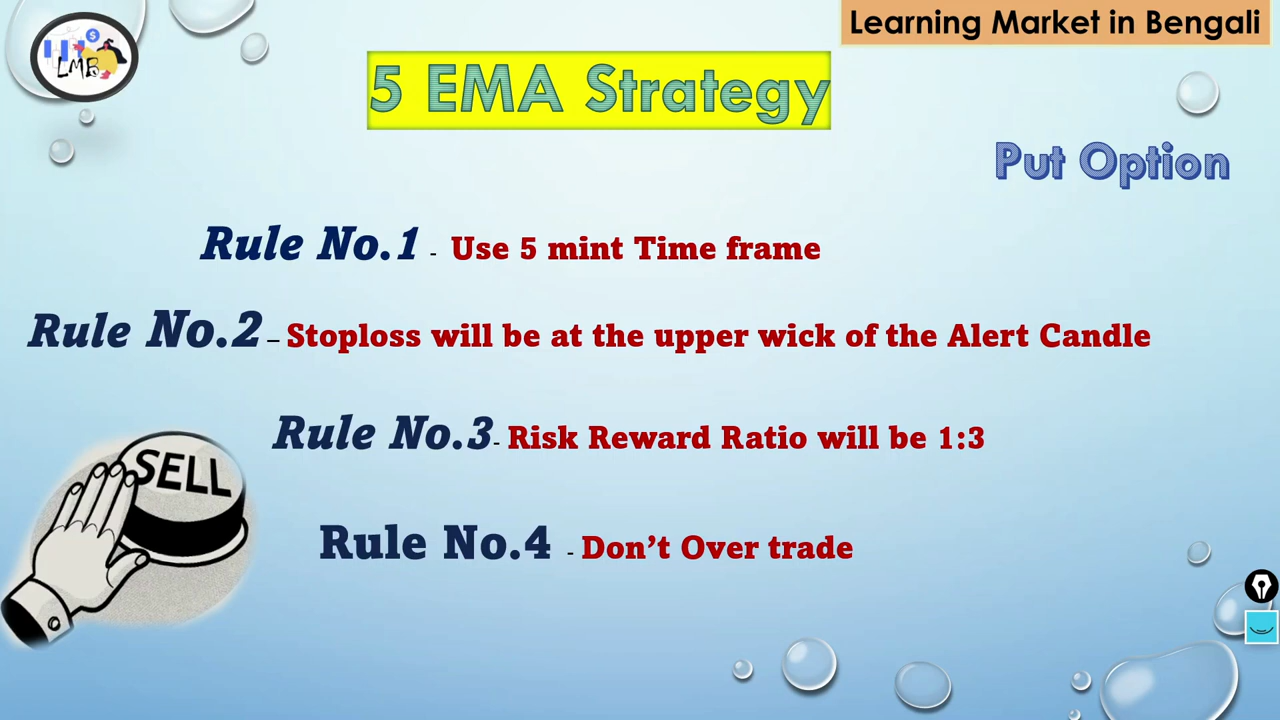 Learning Market in Bengali
LMB
5 EMA Strategy
Put Option
Rule No.1 - Use 5 mint Time frame
Rule No.2 – Stoploss will be at the upper wick of the Alert Candle
Rule No.3- Risk Reward Ratio will be 1:3
SELL
Rule No.4 - Don’t Over trade